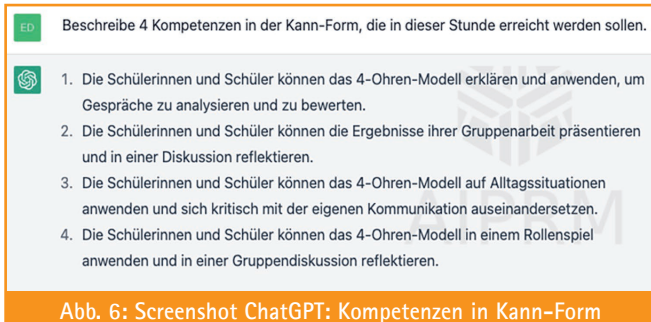 ED
Beschreibe 4 Kompetenzen in der Kann-Form, die in dieser Stunde erreicht werden sollen.
1. Die Schülerinnen und Schüler können das 4-Ohren-Modell erklären und anwenden, um
Gespräche zu analysieren und zu bewerten.
2. Die Schülerinnen und Schüler können die Ergebnisse ihrer Gruppenarbeit präsentieren
und in einer Diskussion reflektieren.
3. Die Schülerinnen und Schüler können das 4-Ohren-Modell auf Alltagssituationen
anwenden und sich kritisch mit der eigenen Kommunikation auseinandersetzen.
4. Die Schülerinnen und Schüler können das 4-Ohren-Modell in einem Rollenspiel
anwenden und in einer Gruppendiskussion reflektieren.
AIPRM
Abb. 6: Screenshot ChatGPT: Kompetenzen in Kann-Form